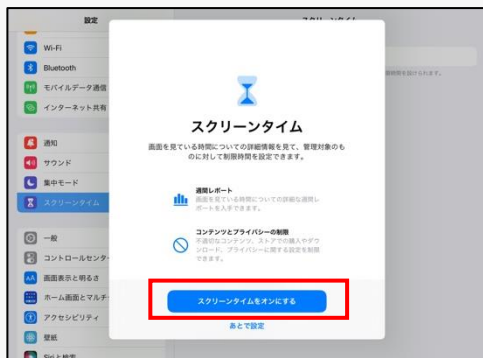 設定
スクリーンタイム
Wi-Fi
Bluetooth
モバイルデータ通信
インターネット共有
通知
サウンド
集中モード
スクリーンタイム
一般
コントロールセンター
画面表示と明るさ
ホーム画面とマルチ
アクセシビリティ
壁紙
Siriと検索
スクリーンタイム
画面を見ている時間についての詳細情報を見て、管理対象のも
のに対して制限時間を設定できます。
週間レポート
画面を見ている時間についての詳細な週間レ
ポートを入手できます。
コンテンツとプライバシーの制限
不適切なコンテンツ、ストアでの購入やダウ
ンロード、プライバシーに関する設定を制限
できます。
スクリーンタイムをオンにする
あとで設定